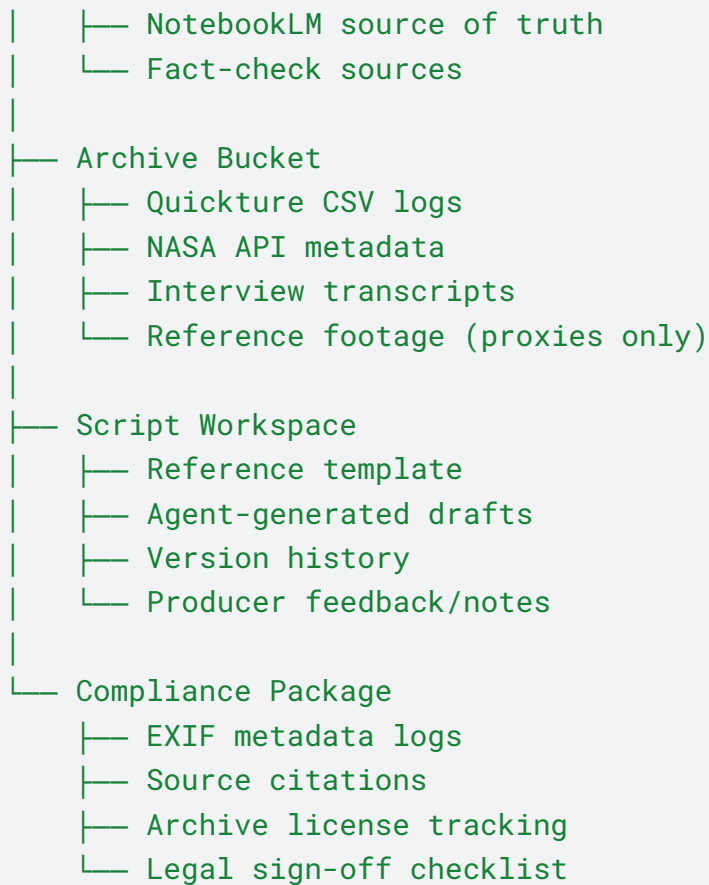 │   ├── NotebookLM source of truth
│   └── Fact-check sources
│
├── Archive Bucket
│   ├── Quickture CSV logs
│   ├── NASA API metadata
│   ├── Interview transcripts
│   └── Reference footage (proxies only)
│
├── Script Workspace
│   ├── Reference template
│   ├── Agent-generated drafts
│   ├── Version history
│   └── Producer feedback/notes
│
└── Compliance Package
    ├── EXIF metadata logs
    ├── Source citations
    ├── Archive license tracking
    └── Legal sign-off checklist